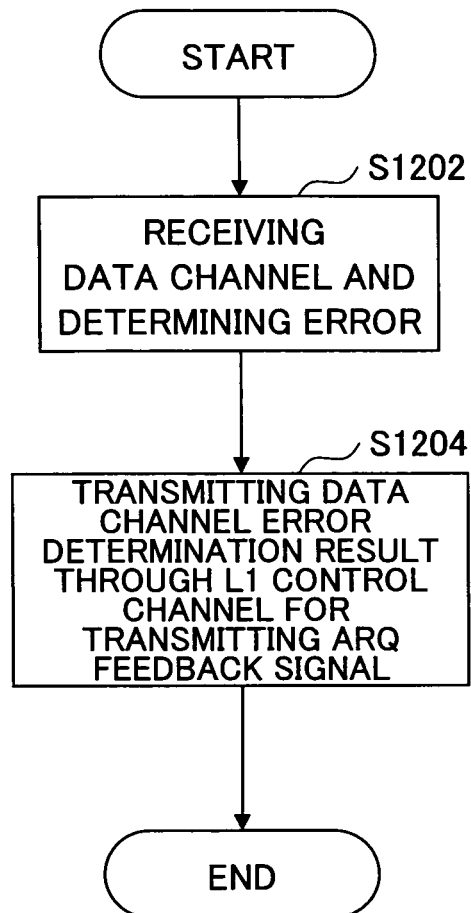 START
S1202
RECEIVING
DATA CHANNEL AND
DETERMINING ERROR
S1204
TRANSMITTING DATA
CHANNEL ERROR
DETERMINATION RESULT
THROUGH L1 CONTROL
CHANNEL FOR
TRANSMITTING ARQ
FEEDBACK SIGNAL
END